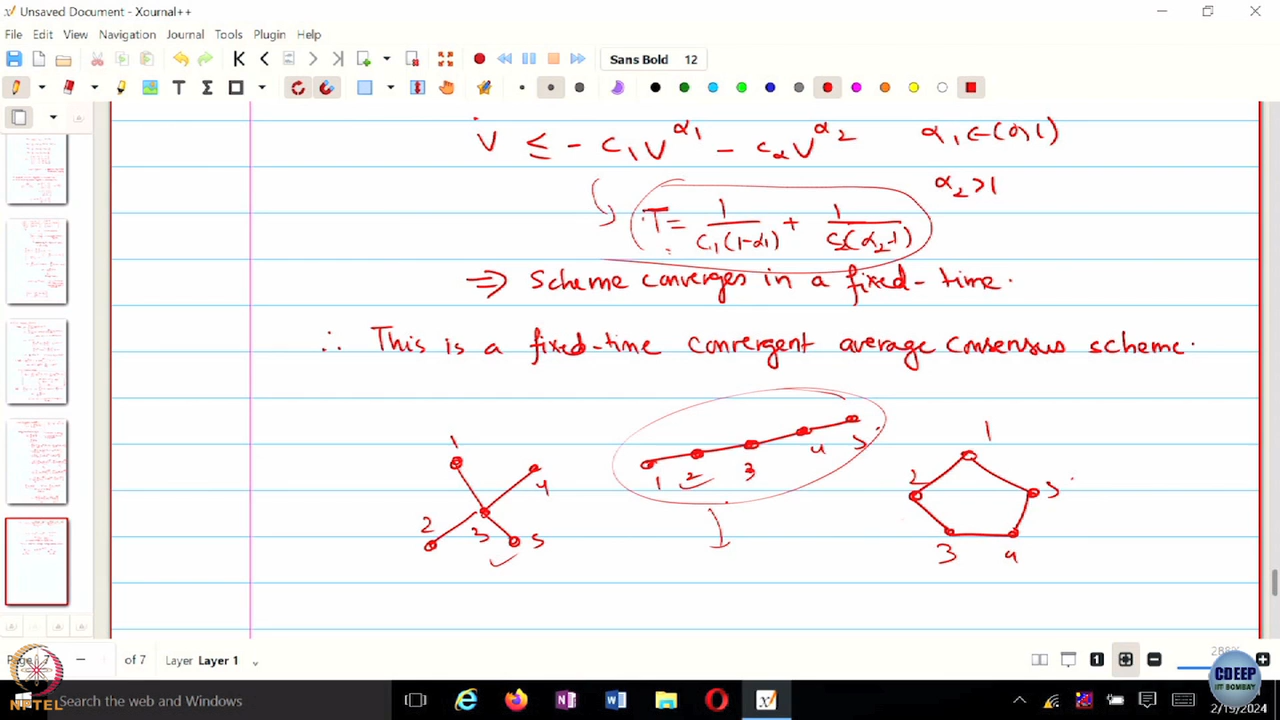 Unsaved Document - Xournal++
File Edit View Navigation Journal Tools Plugin Help
Sans Bold 12
V̇ ≤ - c₁V^α₁ - c₂V^α₂ α₁ ∈ (0,1)
α₂ > 1
T = 1/(c₁(1-α₁)) + 1/(c₂(α₂-1))
⇒ Scheme converges in a fixed-time.
∴ This is a fixed-time convergent average consensus scheme.
1 4 2 3 5
1 2 3 4 5
1 2 5 3 4
of 7 Layer Layer 1
288%
Search the web and Windows
NPTEL
CDEEP
IIT BOMBAY
2/19/2024